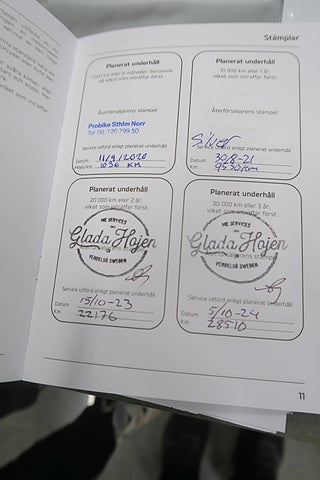 Stämplar
Planerat underhåll
1 000 km eller 6 månader, beroende
på vilket som inträffar
först.
Återförsäljarens stämpel
Probike Sthlm Norr
Tel 08-120 799 50
Service utförd enligt planerat underhåll
Datum 11/9/2020
Miles/km 1036 KM
Planerat underhåll
10 000 km eller 1 år,
vilket som inträffar först.
Återförsäljarens stämpel
Silver
Service utförd enligt planerat underhåll
Datum 30/8-21
Km 9530 km
Planerat underhåll
20 000 km eller 2 år,
vilket som inträffar först.
MC SERVICES
Glada Hojen
VENDELSÖ SWEDEN
Service utförd enligt planerat underhåll
Datum 15/10-23
Km 22176
Planerat underhåll
30 000 km eller 3 år,
vilket som inträffar först.
MC SERVICES
Glada Hojen
VENDELSÖ SWEDEN
Service utförd enligt planerat underhåll
Datum 5/10-24
Km 28510
11